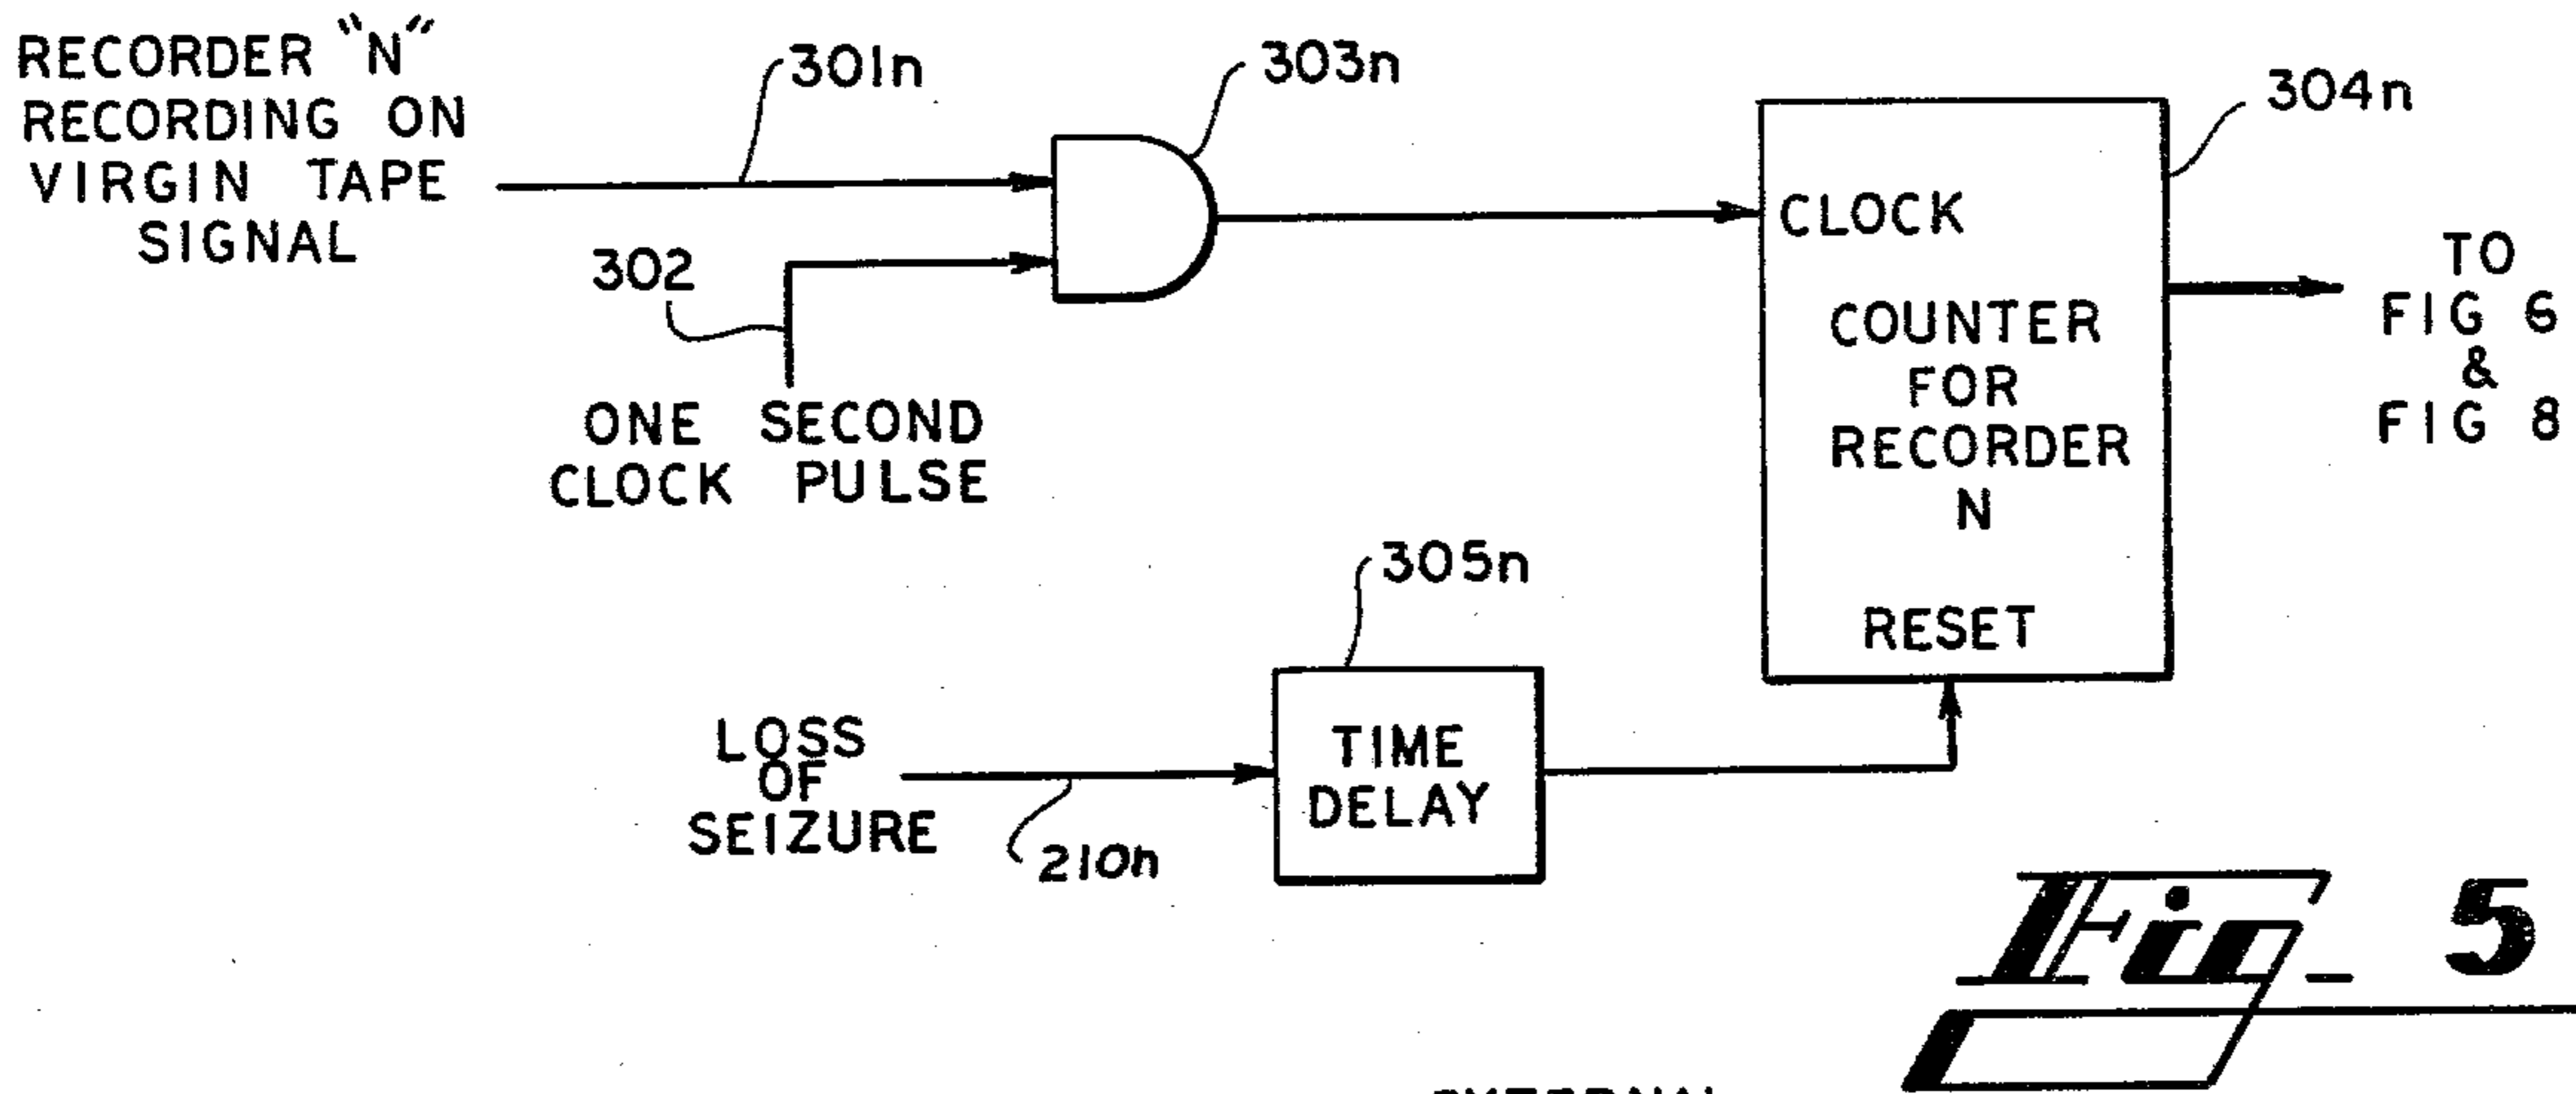 RECORDER "N"
RECORDING ON
VIRGIN TAPE
SIGNAL
301n
303n
304n
302
ONE SECOND
CLOCK PULSE
CLOCK
COUNTER
FOR
RECORDER
N
RESET
TO
FIG 6
&
FIG 8
305n
LOSS
OF
SEIZURE
210n
TIME
DELAY
Fig_ 5